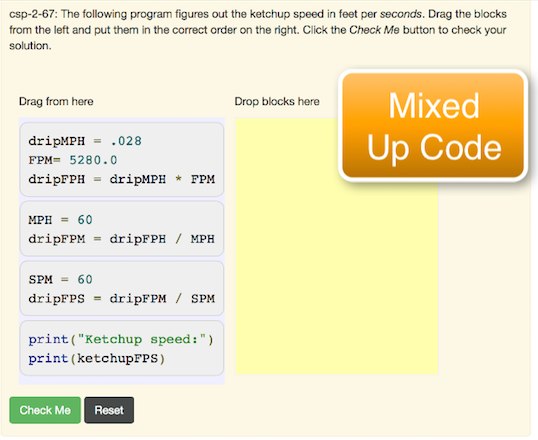 csp-2-67: The following program figures out the ketchup speed in feet per seconds. Drag the blocks
from the left and put them in the correct order on the right. Click the Check Me button to check your
solution.
Drag from here
Drop blocks here
Mixed
Up Code
dripMPH = .028
FPM= 5280.0
dripFPH = dripMPH * FPM
MPH = 60
dripFPM = dripFPH / MPH
SPM = 60
dripFPS = dripFPM / SPM
print("Ketchup speed:")
print(ketchupFPS)
Check Me
Reset